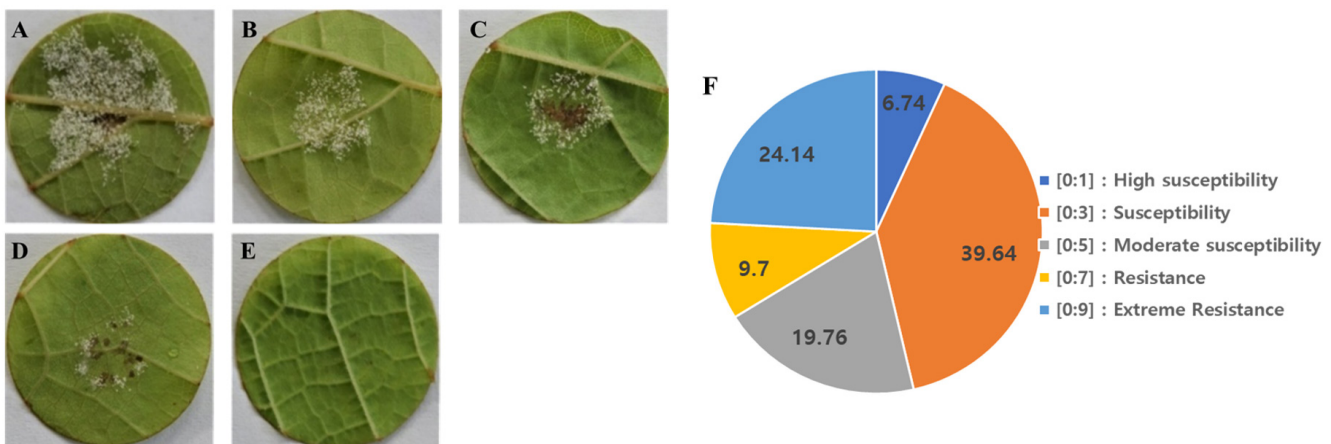 A
B
C
D
E
F
6.74
39.64
19.76
9.7
24.14
[0:1] : High susceptibility
[0:3] : Susceptibility
[0:5] : Moderate susceptibility
[0:7] : Resistance
[0:9] : Extreme Resistance